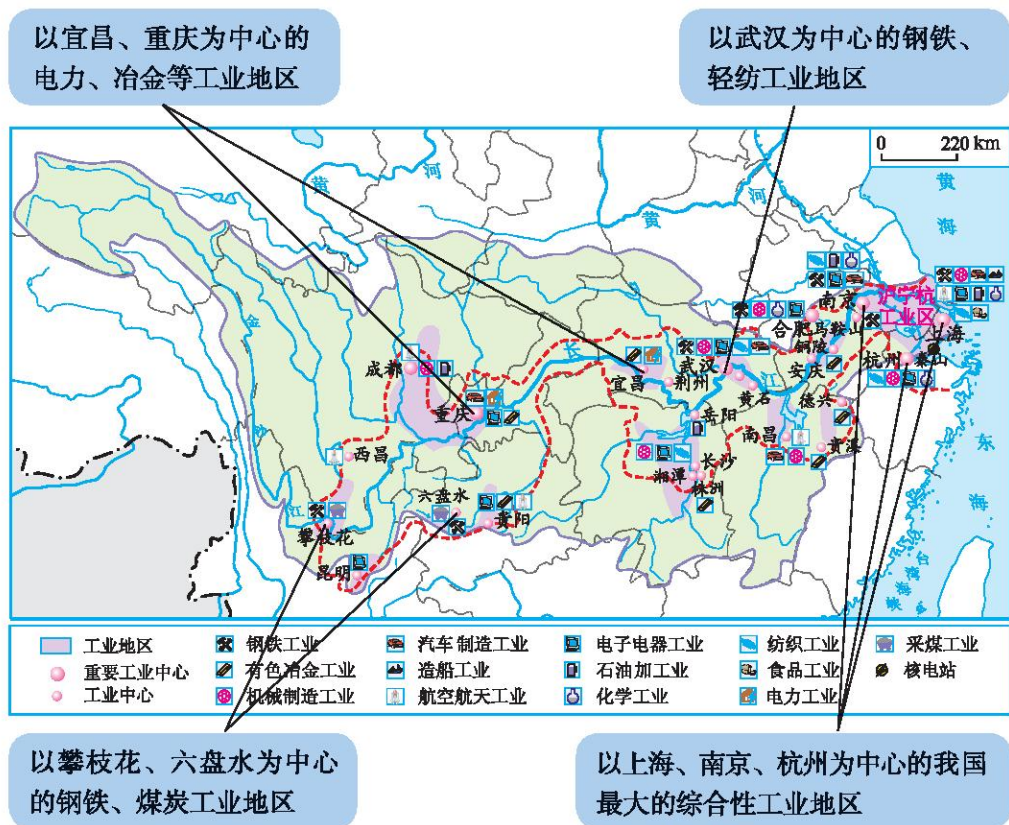 以宜昌、重庆为中心的
电力、冶金等工业地区
以武汉为中心的钢铁、
轻纺工业地区
0 220 km
黄
海
黄 河
黄
河
金
沙
江
长
江
成都
重庆
宜昌
荆州
武汉
黄石
岳阳
长沙
湘潭
株洲
南昌
德兴
贵溪
安庆
铜陵
马鞍山
合肥
南京
沪宁杭
工业区
上海
杭州
秦山
西昌
攀枝花
六盘水
贵阳
昆明
东
海
台
湾
海
峡
工业地区
钢铁工业
汽车制造工业
电子电器工业
纺织工业
采煤工业
重要工业中心
有色冶金工业
造船工业
石油加工业
食品工业
核电站
工业中心
机械制造工业
航空航天工业
化学工业
电力工业
以攀枝花、六盘水为中心
的钢铁、煤炭工业地区
以上海、南京、杭州为中心的我国
最大的综合性工业地区